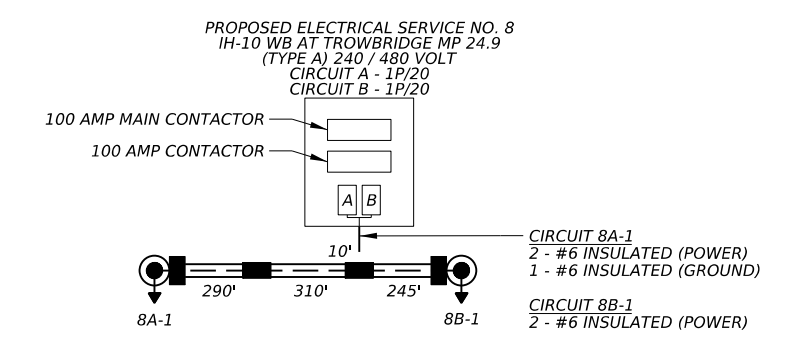 PROPOSED ELECTRICAL SERVICE NO. 8
IH-10 WB AT TROWBRIDGE MP 24.9
(TYPE A) 240 / 480 VOLT
CIRCUIT A - 1P/20
CIRCUIT B - 1P/20
100 AMP MAIN CONTACTOR
100 AMP CONTACTOR
A B
10'
CIRCUIT 8A-1
2 - #6 INSULATED (POWER)
1 - #6 INSULATED (GROUND)
290' 310' 245'
8A-1 8B-1
CIRCUIT 8B-1
2 - #6 INSULATED (POWER)